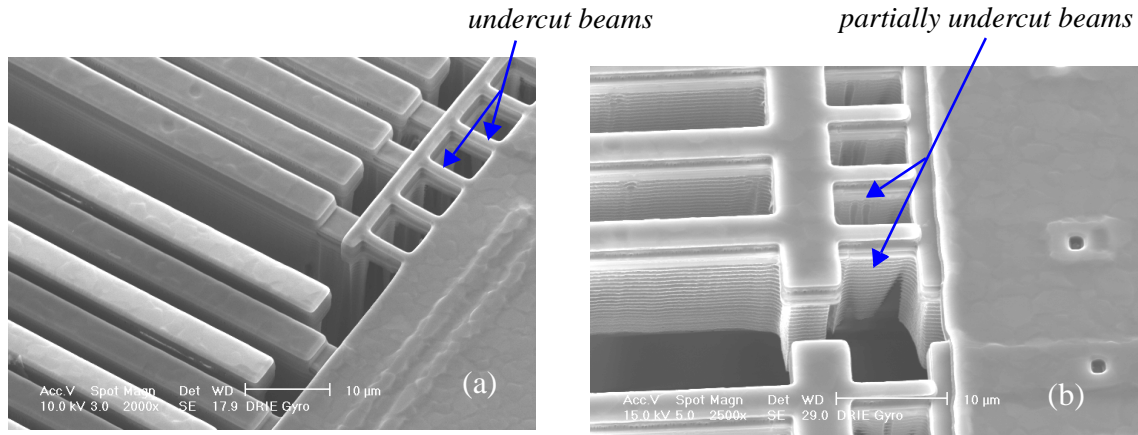 undercut beams
partially undercut beams
Acc.V Spot Magn Det WD 10 µm
10.0 kV 3.0 2000x SE 17.9 DRIE Gyro
(a)
Acc.V Spot Magn Det WD 10 µm
15.0 kV 5.0 2500x SE 29.0 DRIE Gyro
(b)